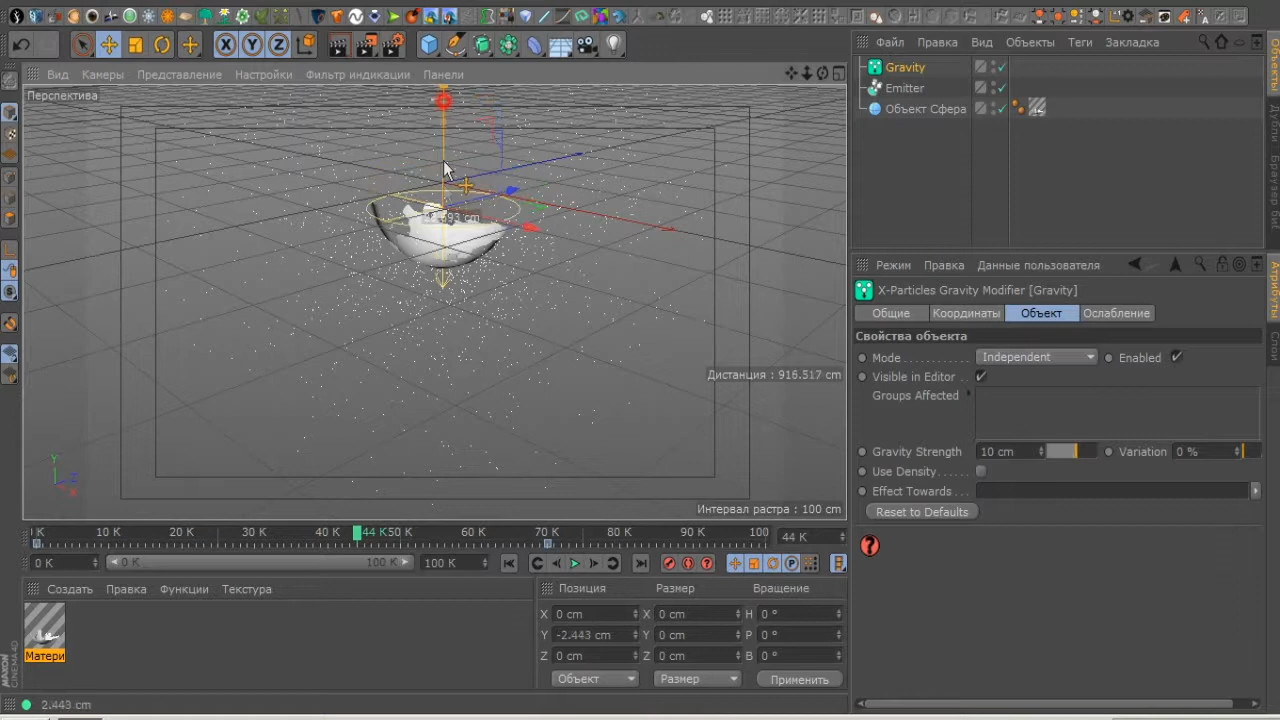 Файл Правка Вид Объекты Теги Закладка
Gravity
Emitter
Объект Сфера
Объекты
Атрибуты
Слои
Вид Камеры Представление Настройки Фильтр индикации Панели
Перспектива
Дистанция : 916.517 cm
Интервал растра : 100 cm
Y
Z
X
Режим Правка Данные пользователя
X-Particles Gravity Modifier [Gravity]
Общие Координаты Объект Ослабление
Свойства объекта
Mode Independent Enabled
Visible in Editor
Groups Affected
Gravity Strength 10 cm Variation 0 %
Use Density
Effect Towards
Reset to Defaults
10 K 20 K 30 K 40 K 44 K 50 K 60 K 70 K 80 K 90 K 100 44 K
0 K 0 K 100 K 100 K
Создать Правка Функции Текстура
Матери
Позиция Размер Вращение
X 0 cm X 0 cm H 0 °
Y -2.443 cm Y 0 cm P 0 °
Z 0 cm Z 0 cm B 0 °
Объект Размер Применить
MAXON CINEMA 4D
2.443 cm